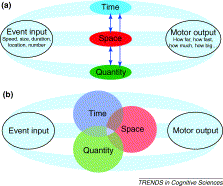 (a)
Time
Event input
Speed, size, duration,
location, number
Space
Motor output
How far, how fast,
how much, how big...
Quantity
(b)
Time
Event input
Space
Motor output
Quantity
TRENDS in Cognitive Sciences